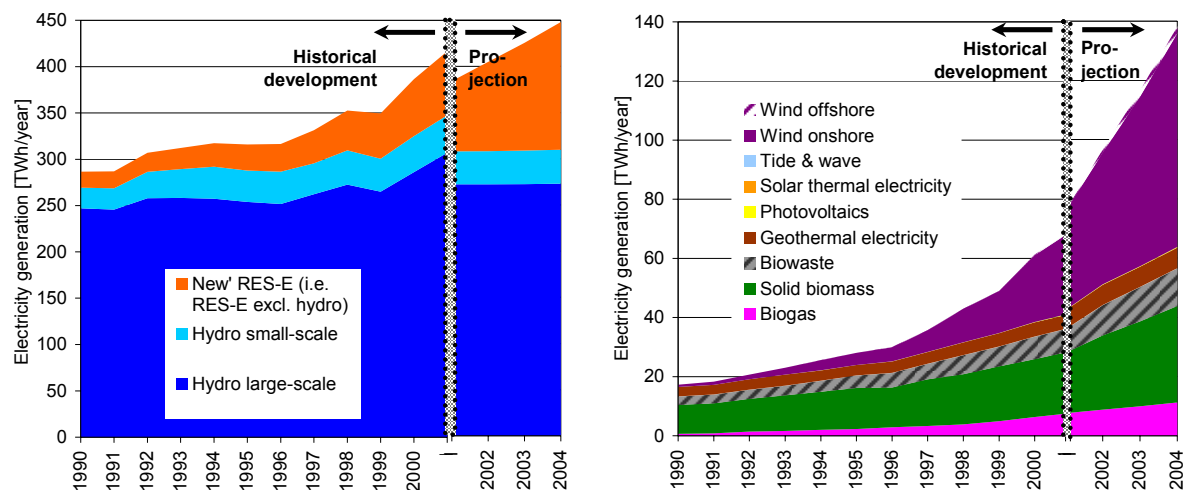 Electricity generation [TWh/year]
450
400
350
300
250
200
150
100
50
0
Historical
development
Pro-
jection
New' RES-E (i.e.
RES-E excl. hydro)
Hydro small-scale
Hydro large-scale
1990
1991
1992
1993
1994
1995
1996
1997
1998
1999
2000
2002
2003
2004
Electricity generation [TWh/year]
140
120
100
80
60
40
20
0
Historical
development
Pro-
jection
Wind offshore
Wind onshore
Tide & wave
Solar thermal electricity
Photovoltaics
Geothermal electricity
Biowaste
Solid biomass
Biogas
1990
1991
1992
1993
1994
1995
1996
1997
1998
1999
2000
2002
2003
2004